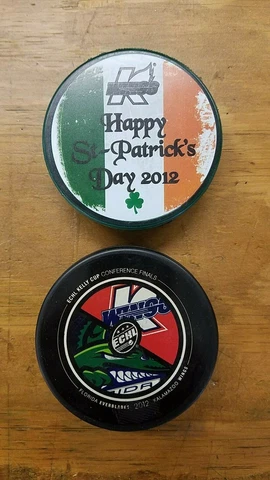 K
Happy
St-Patrick's
Day 2012
ECHL KELLY CUP CONFERENCE FINALS
K
WINGS
ECHL
FLORIDA EVERBLADES 2012 KALAMAZOO WINGS